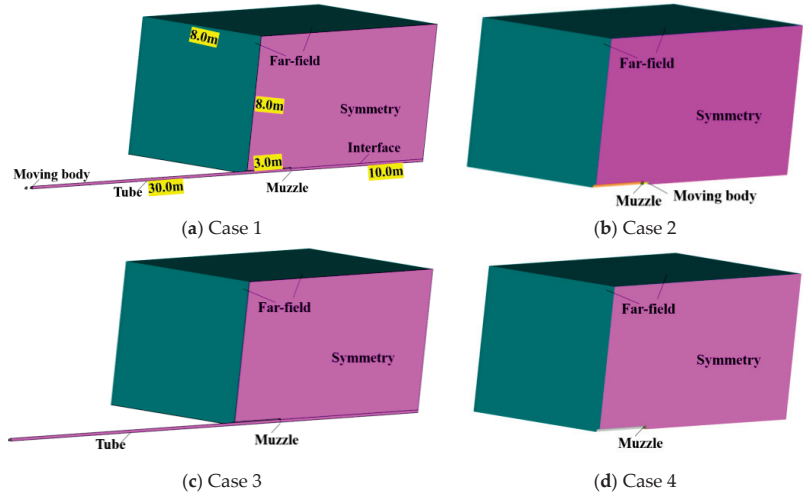 8.0m
Far-field
8.0m
Symmetry
Interface
3.0m
10.0m
Moving body
Tube
30.0m
Muzzle
(a) Case 1
Far-field
Symmetry
Muzzle
Moving body
(b) Case 2
Far-field
Symmetry
Tube
Muzzle
(c) Case 3
Far-field
Symmetry
Muzzle
(d) Case 4